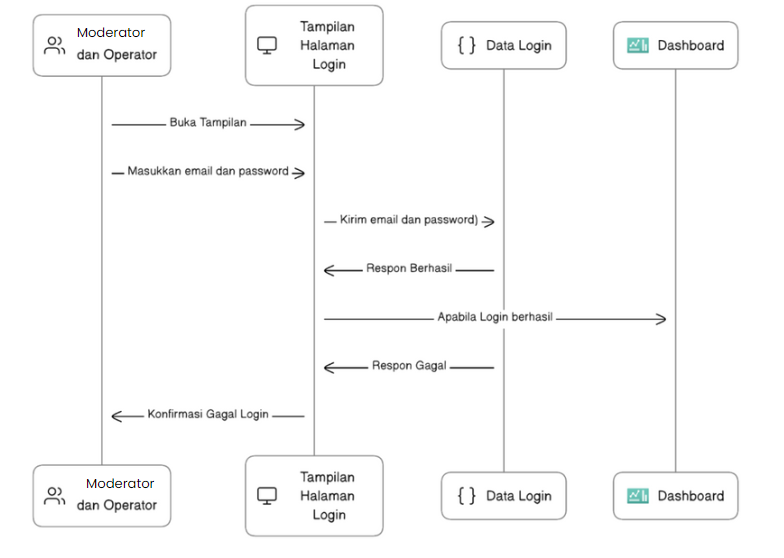 Moderator
dan Operator
Tampilan
Halaman
Login
{ } Data Login
Dashboard
Buka Tampilan
Masukkan email dan password
Kirim email dan password)
Respon Berhasil
Apabila Login berhasil
Respon Gagal
Konfirmasi Gagal Login
Moderator
dan Operator
Tampilan
Halaman
Login
{ } Data Login
Dashboard